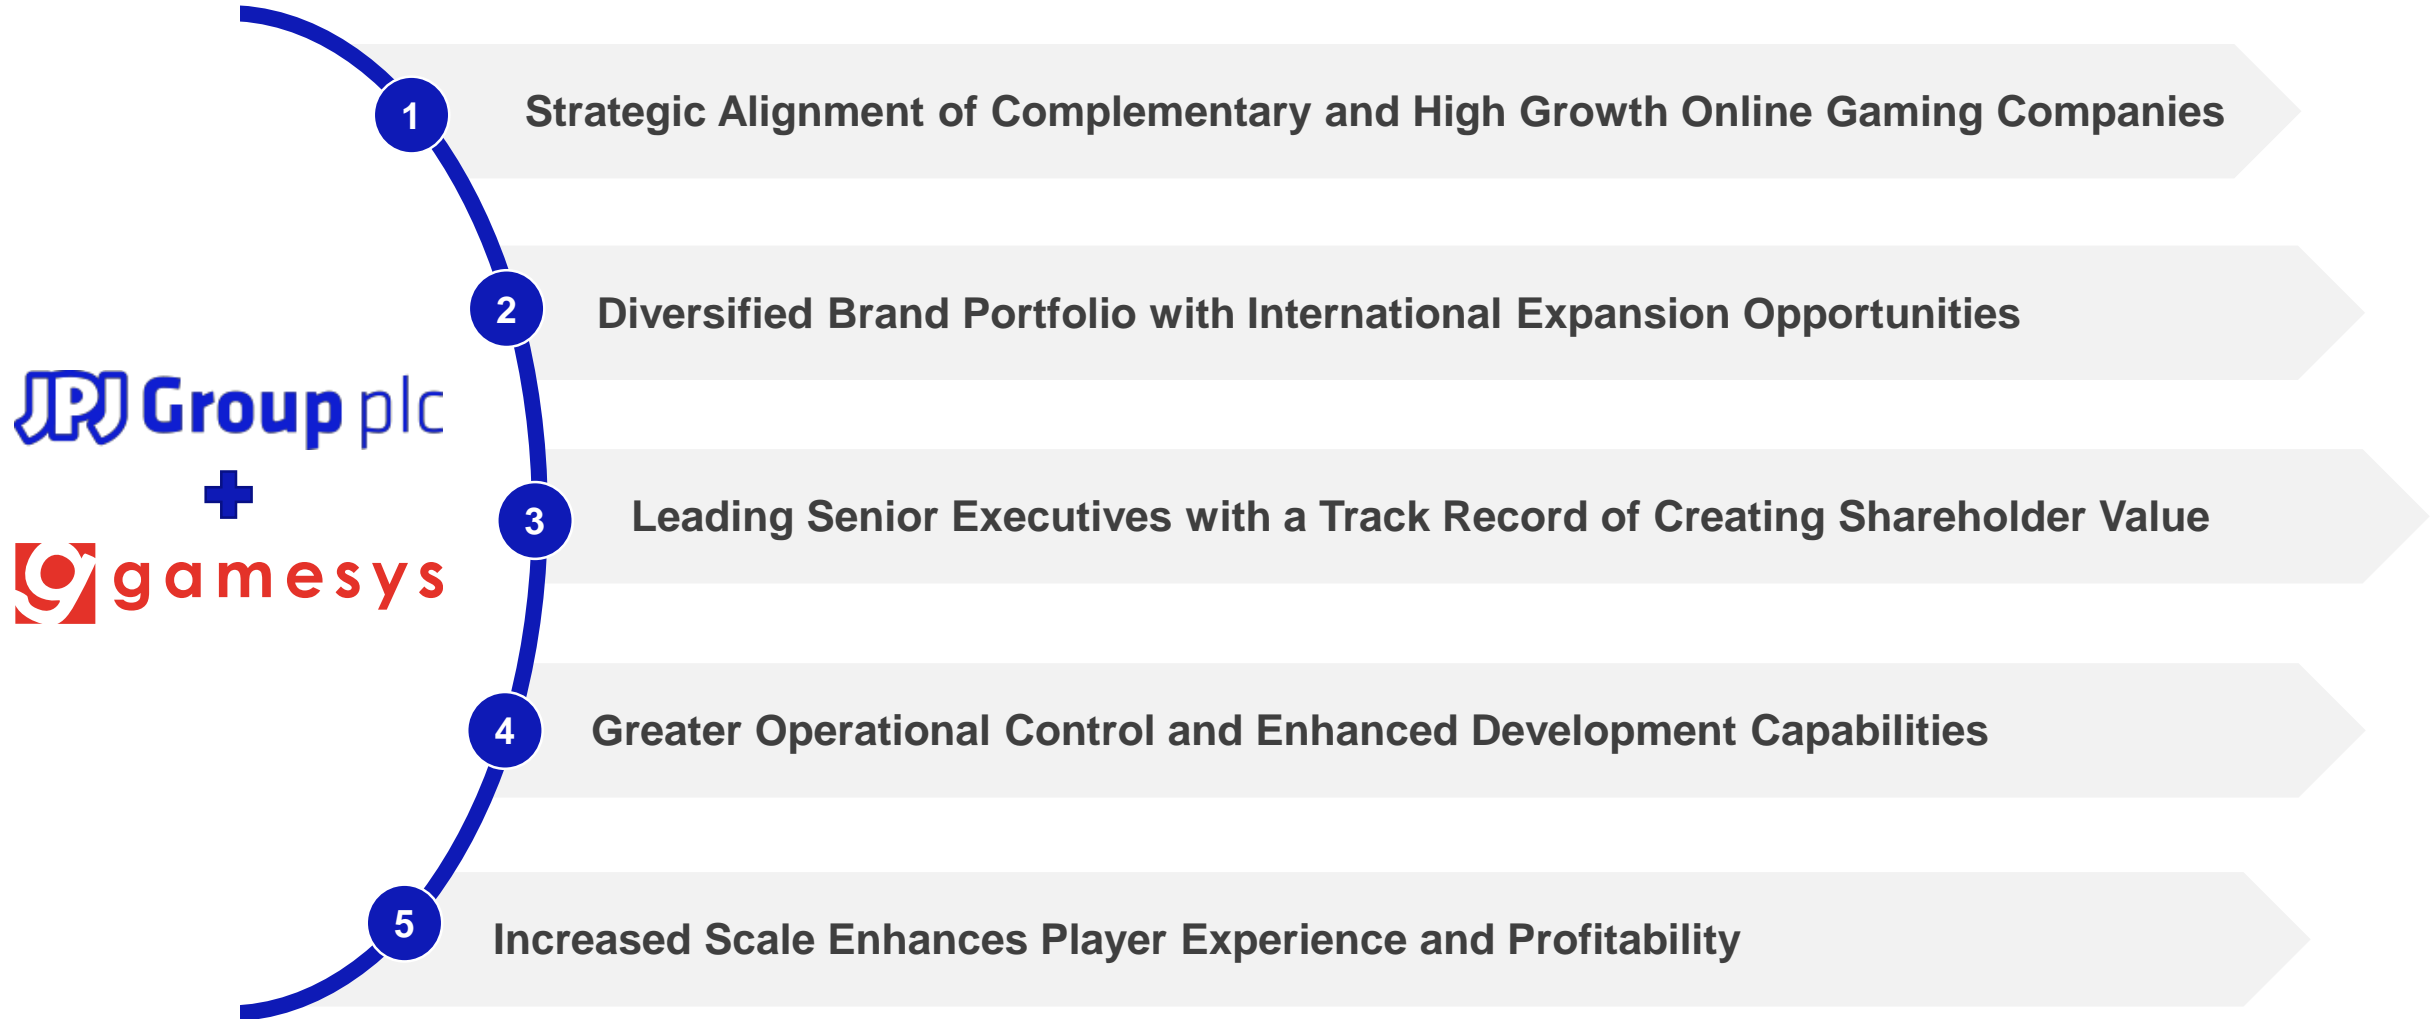 1
Strategic Alignment of Complementary and High Growth Online Gaming Companies
2
Diversified Brand Portfolio with International Expansion Opportunities
JPJ Group plc
gamesys
3
Leading Senior Executives with a Track Record of Creating Shareholder Value
4
Greater Operational Control and Enhanced Development Capabilities
5
Increased Scale Enhances Player Experience and Profitability